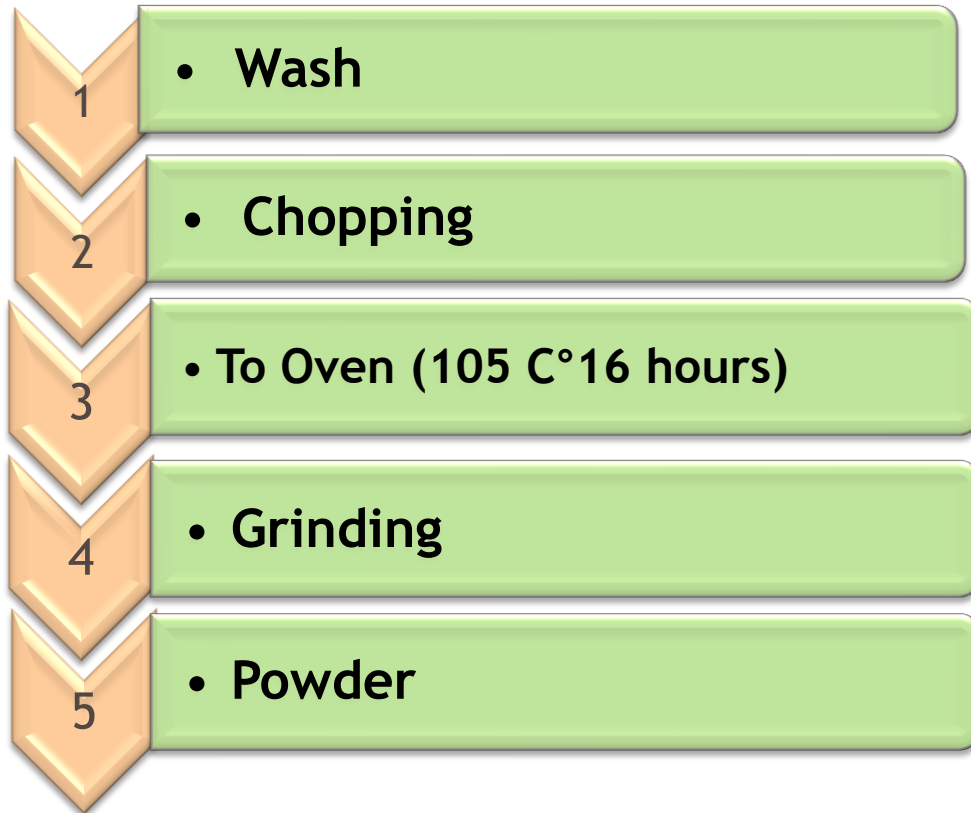 1
• Wash
2
• Chopping
3
• To Oven (105 C°16 hours)
4
• Grinding
5
• Powder